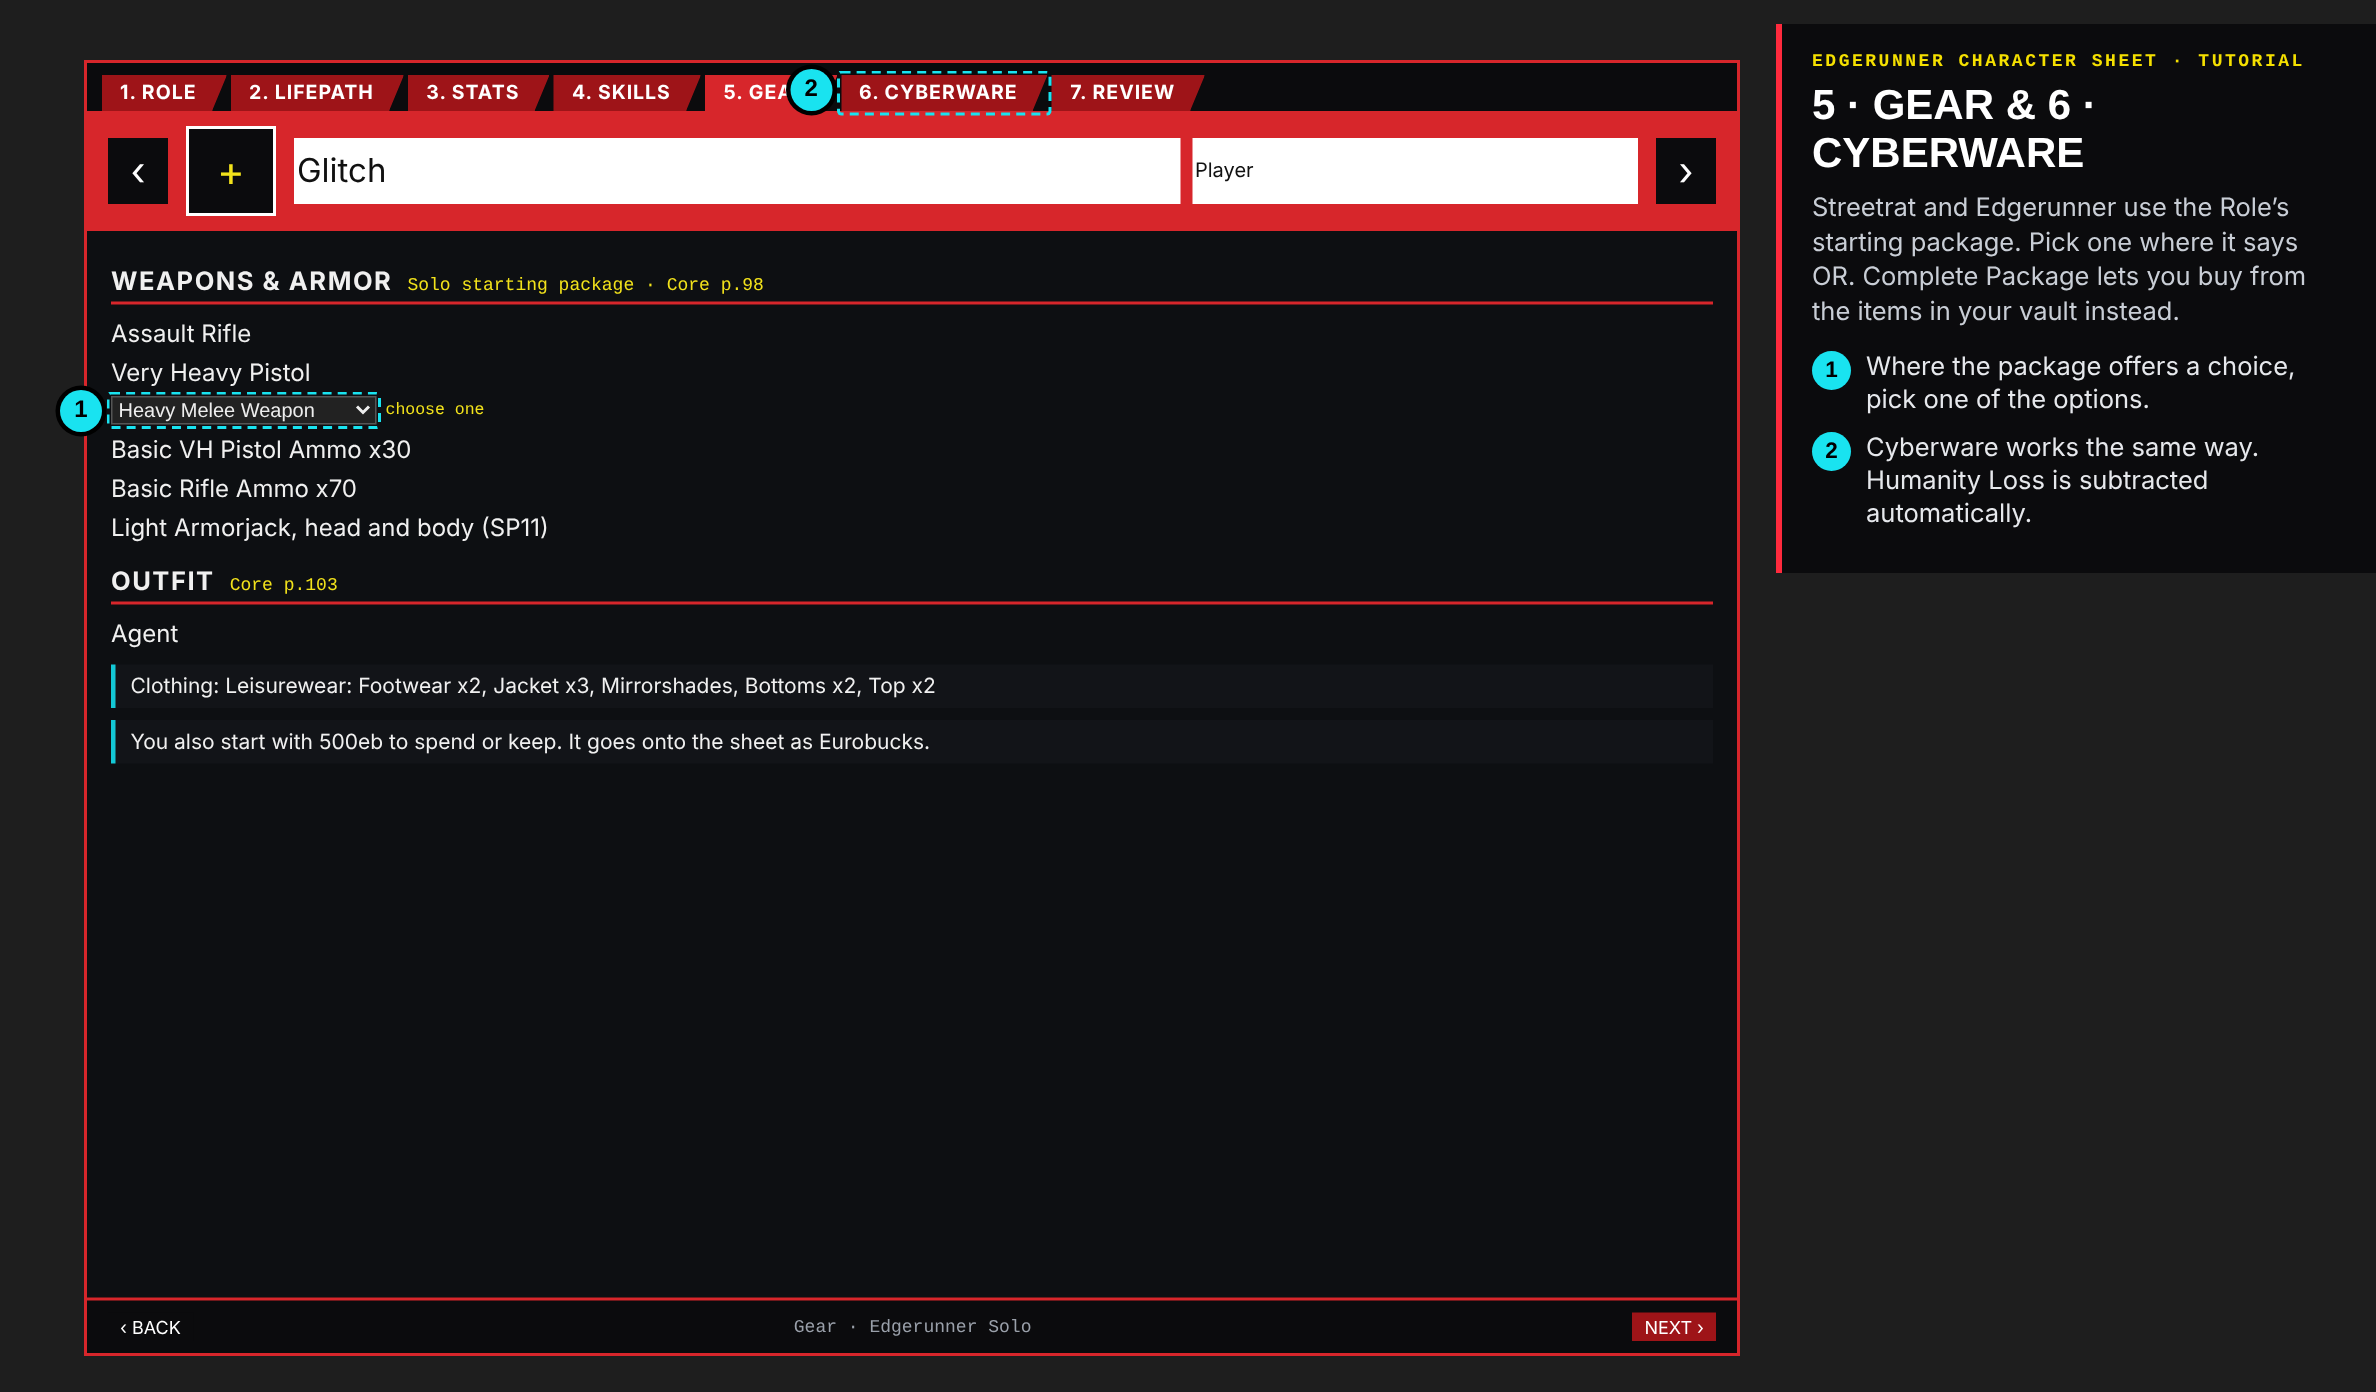 1. ROLE
2. LIFEPATH
3. STATS
4. SKILLS
5. GEA
2
6. CYBERWARE
7. REVIEW
‹
+
Glitch
Player
›
WEAPONS & ARMOR Solo starting package · Core p.98
Assault Rifle
Very Heavy Pistol
1 Heavy Melee Weapon choose one
Basic VH Pistol Ammo x30
Basic Rifle Ammo x70
Light Armorjack, head and body (SP11)
OUTFIT Core p.103
Agent
Clothing: Leisurewear: Footwear x2, Jacket x3, Mirrorshades, Bottoms x2, Top x2
You also start with 500eb to spend or keep. It goes onto the sheet as Eurobucks.
‹ BACK
Gear · Edgerunner Solo
NEXT ›
EDGERUNNER CHARACTER SHEET · TUTORIAL
5 · GEAR & 6 ·
CYBERWARE
Streetrat and Edgerunner use the Role’s
starting package. Pick one where it says
OR. Complete Package lets you buy from
the items in your vault instead.
1 Where the package offers a choice,
pick one of the options.
2 Cyberware works the same way.
Humanity Loss is subtracted
automatically.